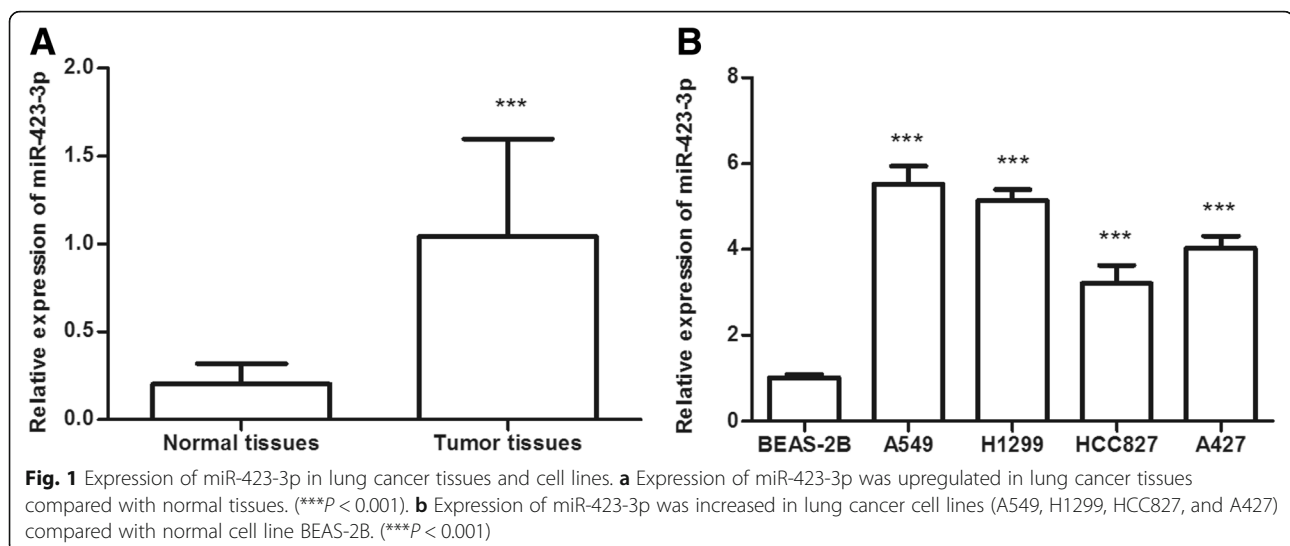 A
Relative expression of miR-423-3p
2.0
1.5
1.0
0.5
0.0
***
Normal tissues
Tumor tissues
B
Relative expression of miR-423-3p
8
6
4
2
0
***
***
***
***
BEAS-2B
A549
H1299
HCC827
A427
Fig. 1 Expression of miR-423-3p in lung cancer tissues and cell lines. a Expression of miR-423-3p was upregulated in lung cancer tissues
compared with normal tissues. (***P < 0.001). b Expression of miR-423-3p was increased in lung cancer cell lines (A549, H1299, HCC827, and A427)
compared with normal cell line BEAS-2B. (***P < 0.001)